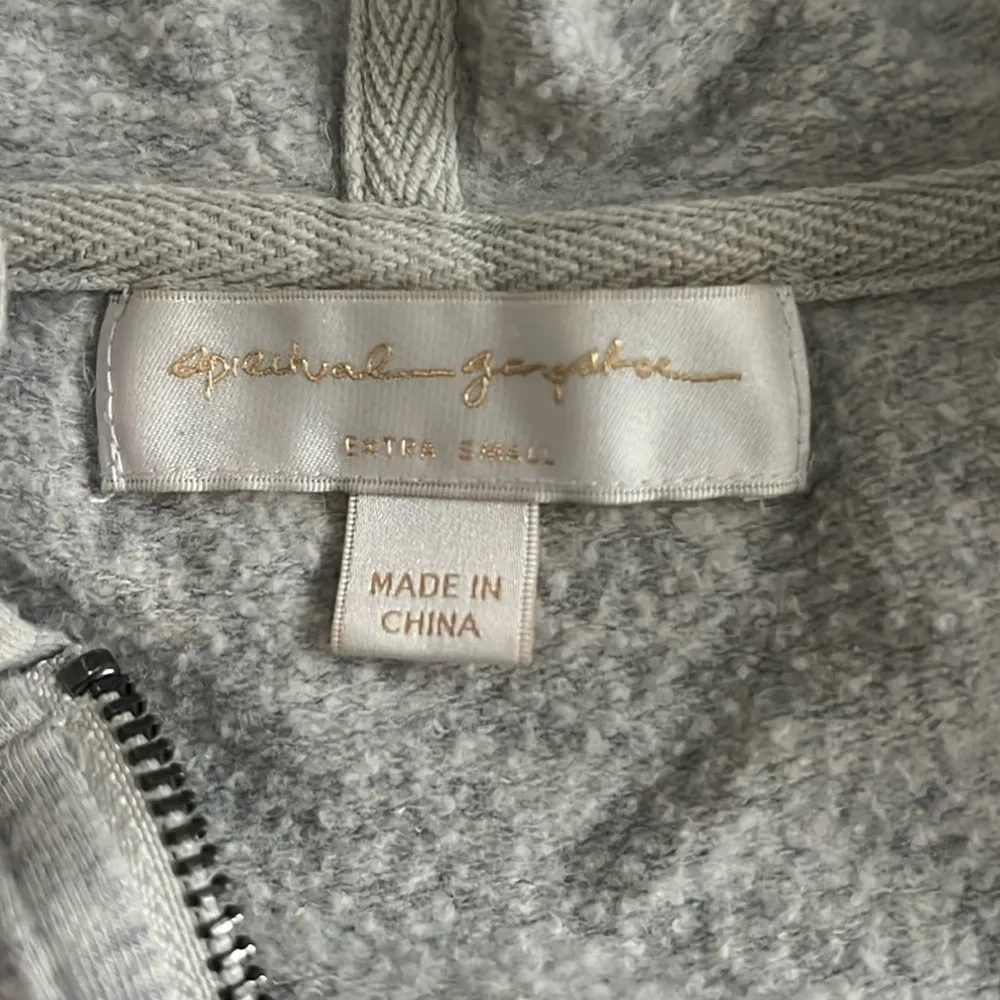 spiritual gangster
EXTRA SMALL
MADE IN
CHINA